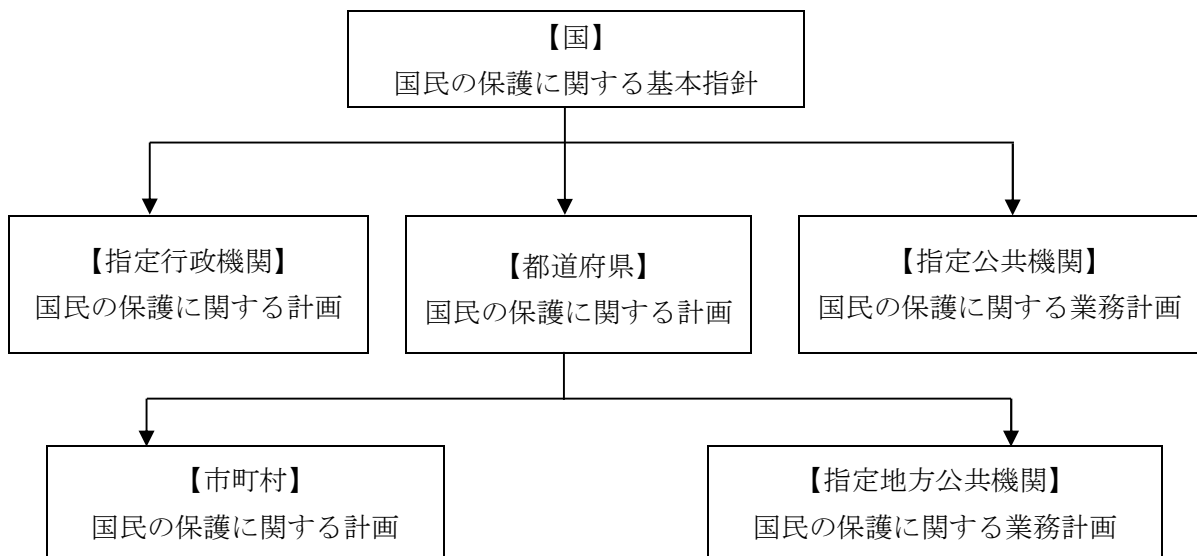 【国】
国民の保護に関する基本指針
【指定行政機関】
国民の保護に関する計画
【都道府県】
国民の保護に関する計画
【指定公共機関】
国民の保護に関する業務計画
【市町村】
国民の保護に関する計画
【指定地方公共機関】
国民の保護に関する業務計画